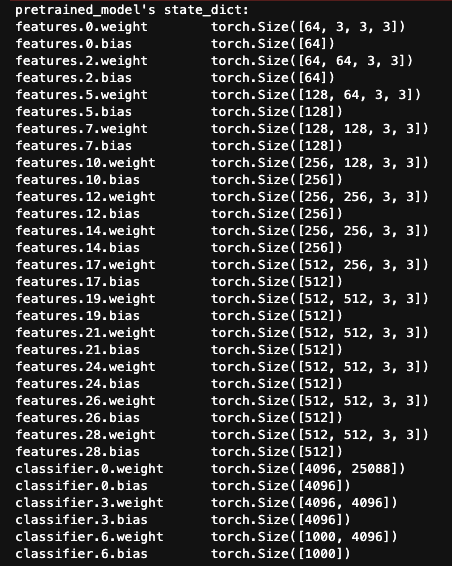 pretrained_model's state_dict:
features.0.weight torch.Size([64, 3, 3, 3])
features.0.bias torch.Size([64])
features.2.weight torch.Size([64, 64, 3, 3])
features.2.bias torch.Size([64])
features.5.weight torch.Size([128, 64, 3, 3])
features.5.bias torch.Size([128])
features.7.weight torch.Size([128, 128, 3, 3])
features.7.bias torch.Size([128])
features.10.weight torch.Size([256, 128, 3, 3])
features.10.bias torch.Size([256])
features.12.weight torch.Size([256, 256, 3, 3])
features.12.bias torch.Size([256])
features.14.weight torch.Size([256, 256, 3, 3])
features.14.bias torch.Size([256])
features.17.weight torch.Size([512, 256, 3, 3])
features.17.bias torch.Size([512])
features.19.weight torch.Size([512, 512, 3, 3])
features.19.bias torch.Size([512])
features.21.weight torch.Size([512, 512, 3, 3])
features.21.bias torch.Size([512])
features.24.weight torch.Size([512, 512, 3, 3])
features.24.bias torch.Size([512])
features.26.weight torch.Size([512, 512, 3, 3])
features.26.bias torch.Size([512])
features.28.weight torch.Size([512, 512, 3, 3])
features.28.bias torch.Size([512])
classifier.0.weight torch.Size([4096, 25088])
classifier.0.bias torch.Size([4096])
classifier.3.weight torch.Size([4096, 4096])
classifier.3.bias torch.Size([4096])
classifier.6.weight torch.Size([1000, 4096])
classifier.6.bias torch.Size([1000])